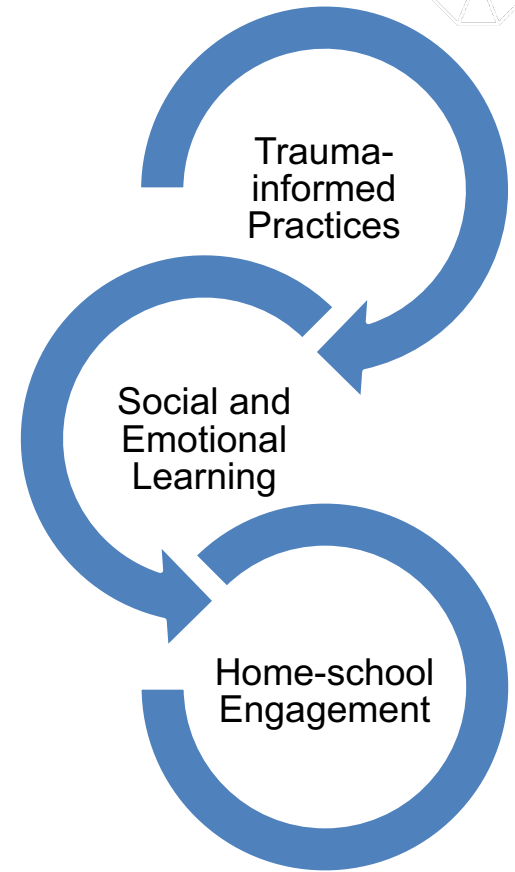 Trauma-
informed
Practices
Social and
Emotional
Learning
Home-school
Engagement